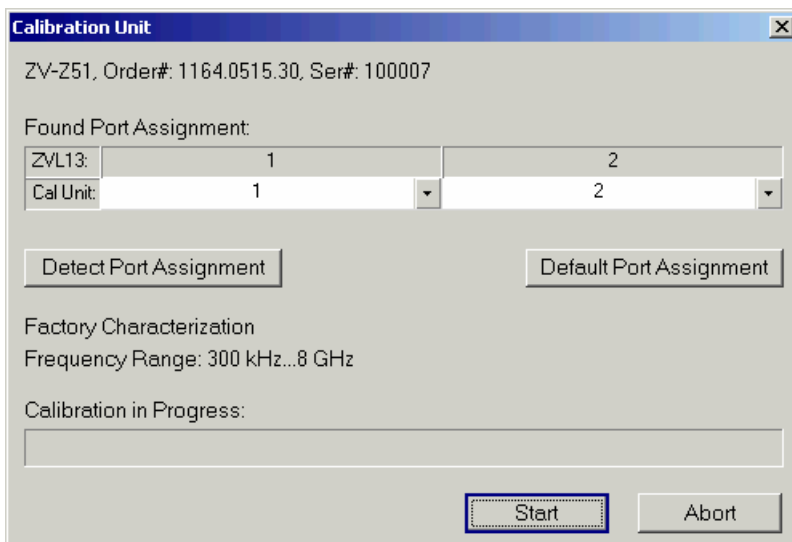 Calibration Unit
ZV-Z51, Order#: 1164.0515.30, Ser#: 100007
Found Port Assignment:
ZVL13: 1 2
Cal Unit: 1 2
Detect Port Assignment Default Port Assignment
Factory Characterization
Frequency Range: 300 kHz...8 GHz
Calibration in Progress:
Start Abort